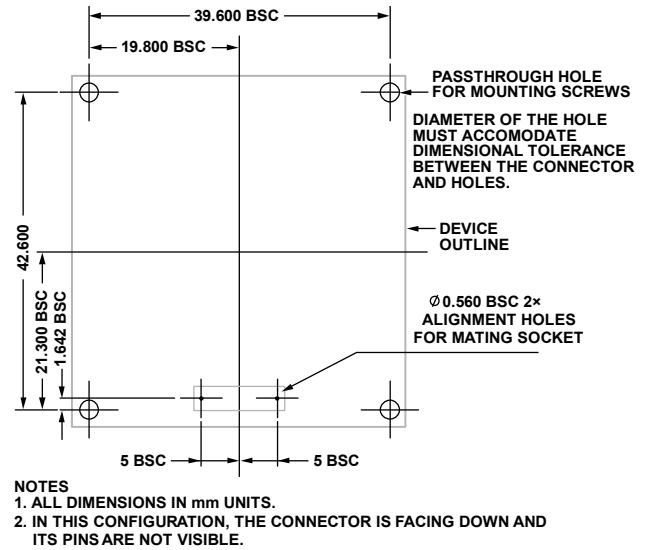 39.600 BSC
19.800 BSC
PASSTHROUGH HOLE
FOR MOUNTING SCREWS
DIAMETER OF THE HOLE
MUST ACCOMODATE
DIMENSIONAL TOLERANCE
BETWEEN THE CONNECTOR
AND HOLES.
DEVICE
OUTLINE
42.600
21.300 BSC
1.642 BSC
Ø0.560 BSC 2×
ALIGNMENT HOLES
FOR MATING SOCKET
5 BSC
5 BSC
NOTES
1. ALL DIMENSIONS IN mm UNITS.
2. IN THIS CONFIGURATION, THE CONNECTOR IS FACING DOWN AND
ITS PINS ARE NOT VISIBLE.